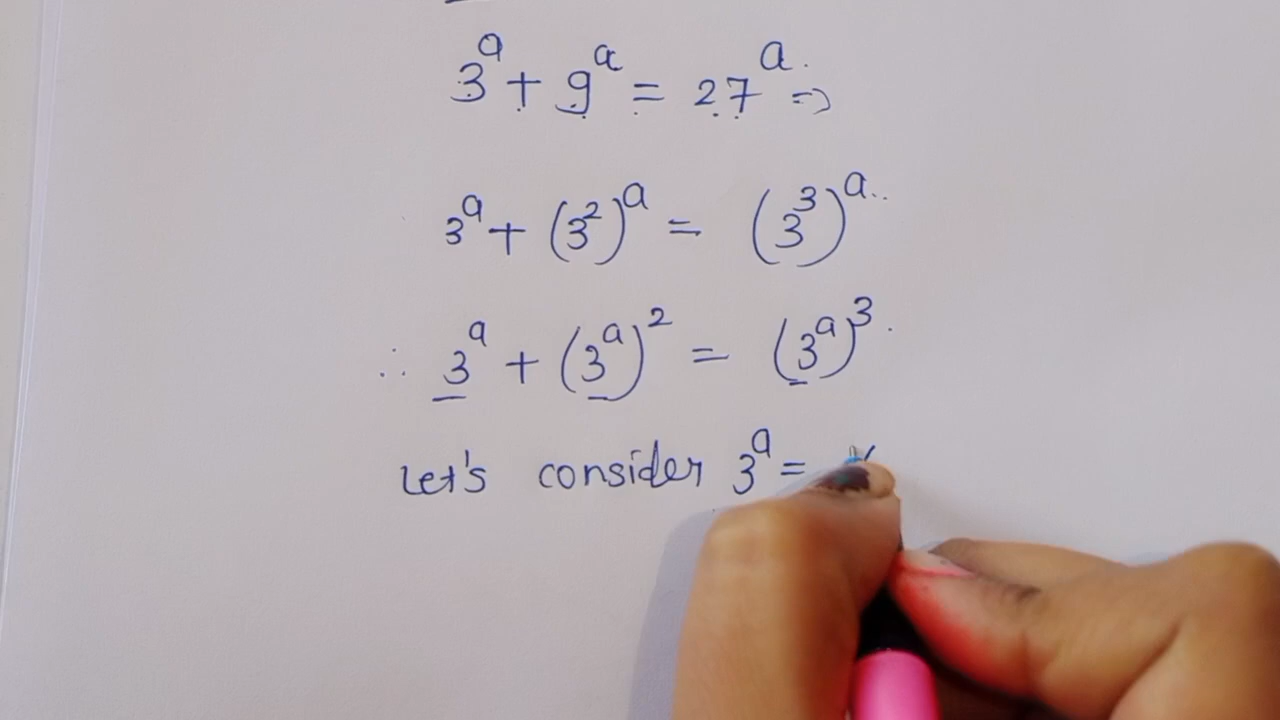 3^a + 9^a = 27^a. ⇒
3^a + (3^2)^a = (3^3)^a..
∴ 3^a + (3^a)^2 = (3^a)^3.
Let's consider 3^a =